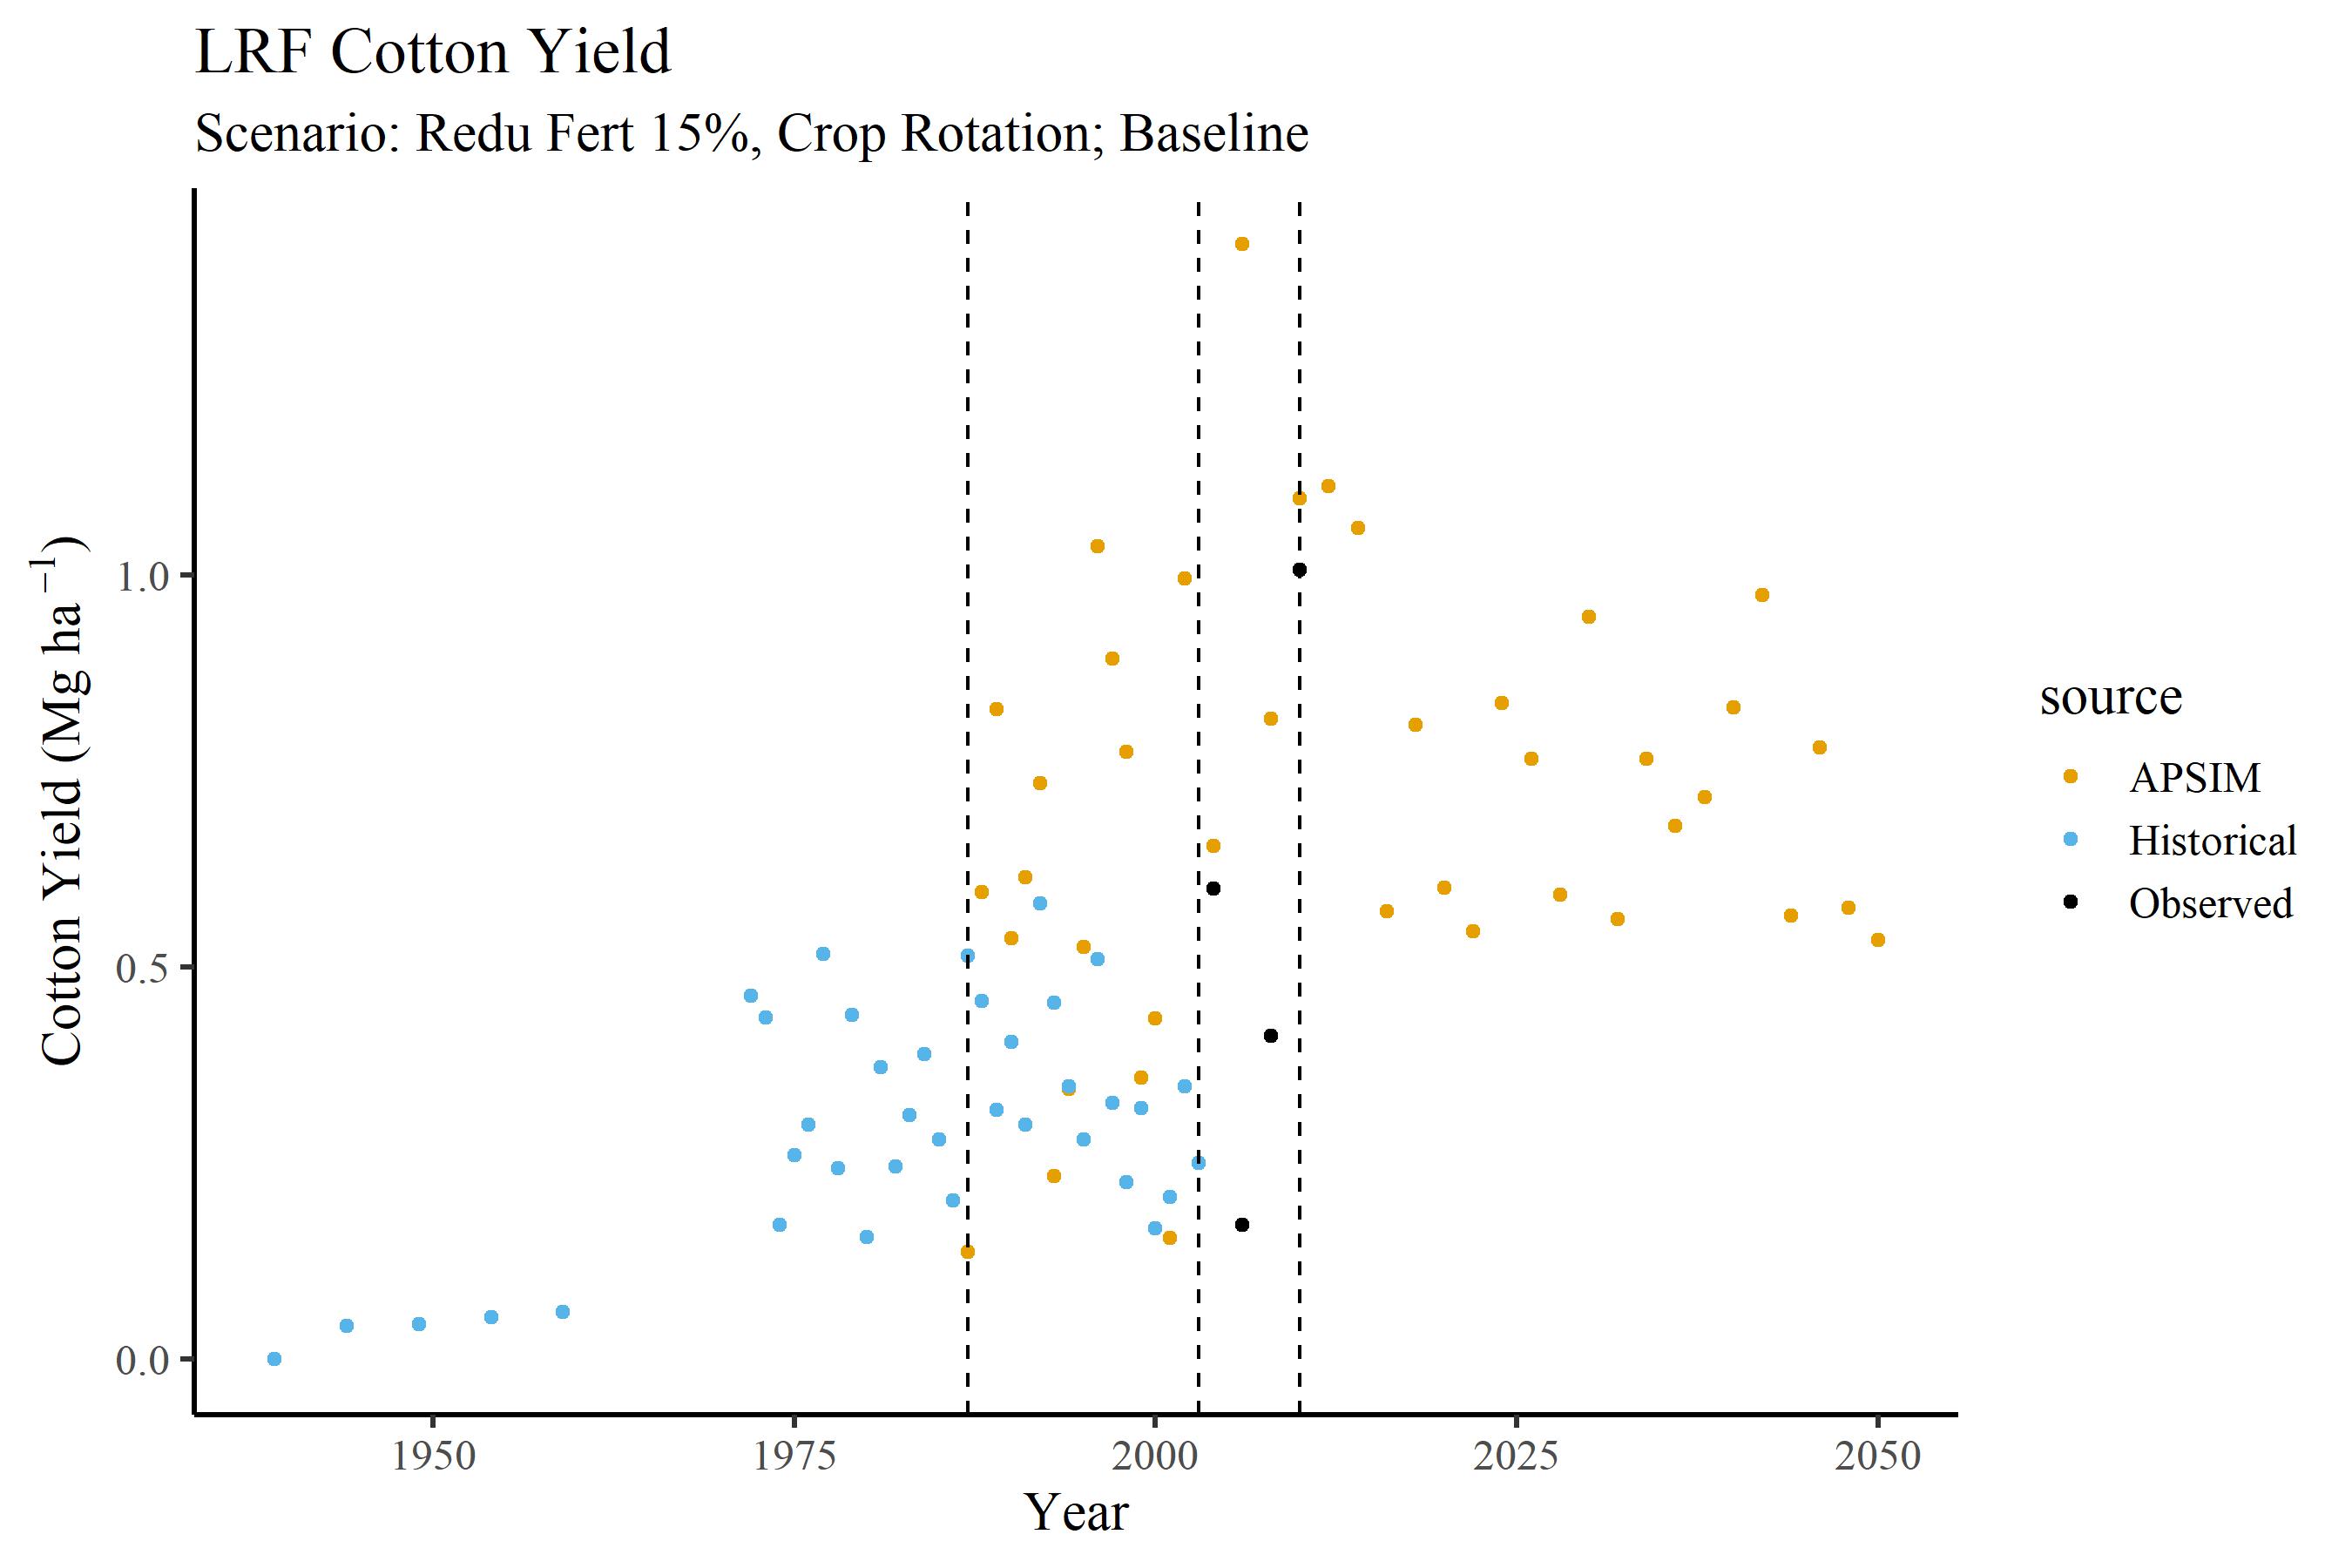 LRF Cotton Yield
Scenario: Redu Fert 15%, Crop Rotation; Baseline
Cotton Yield (Mg ha⁻¹)
1.0
0.5
0.0
1950 1975 2000 2025 2050
Year
source
APSIM
Historical
Observed